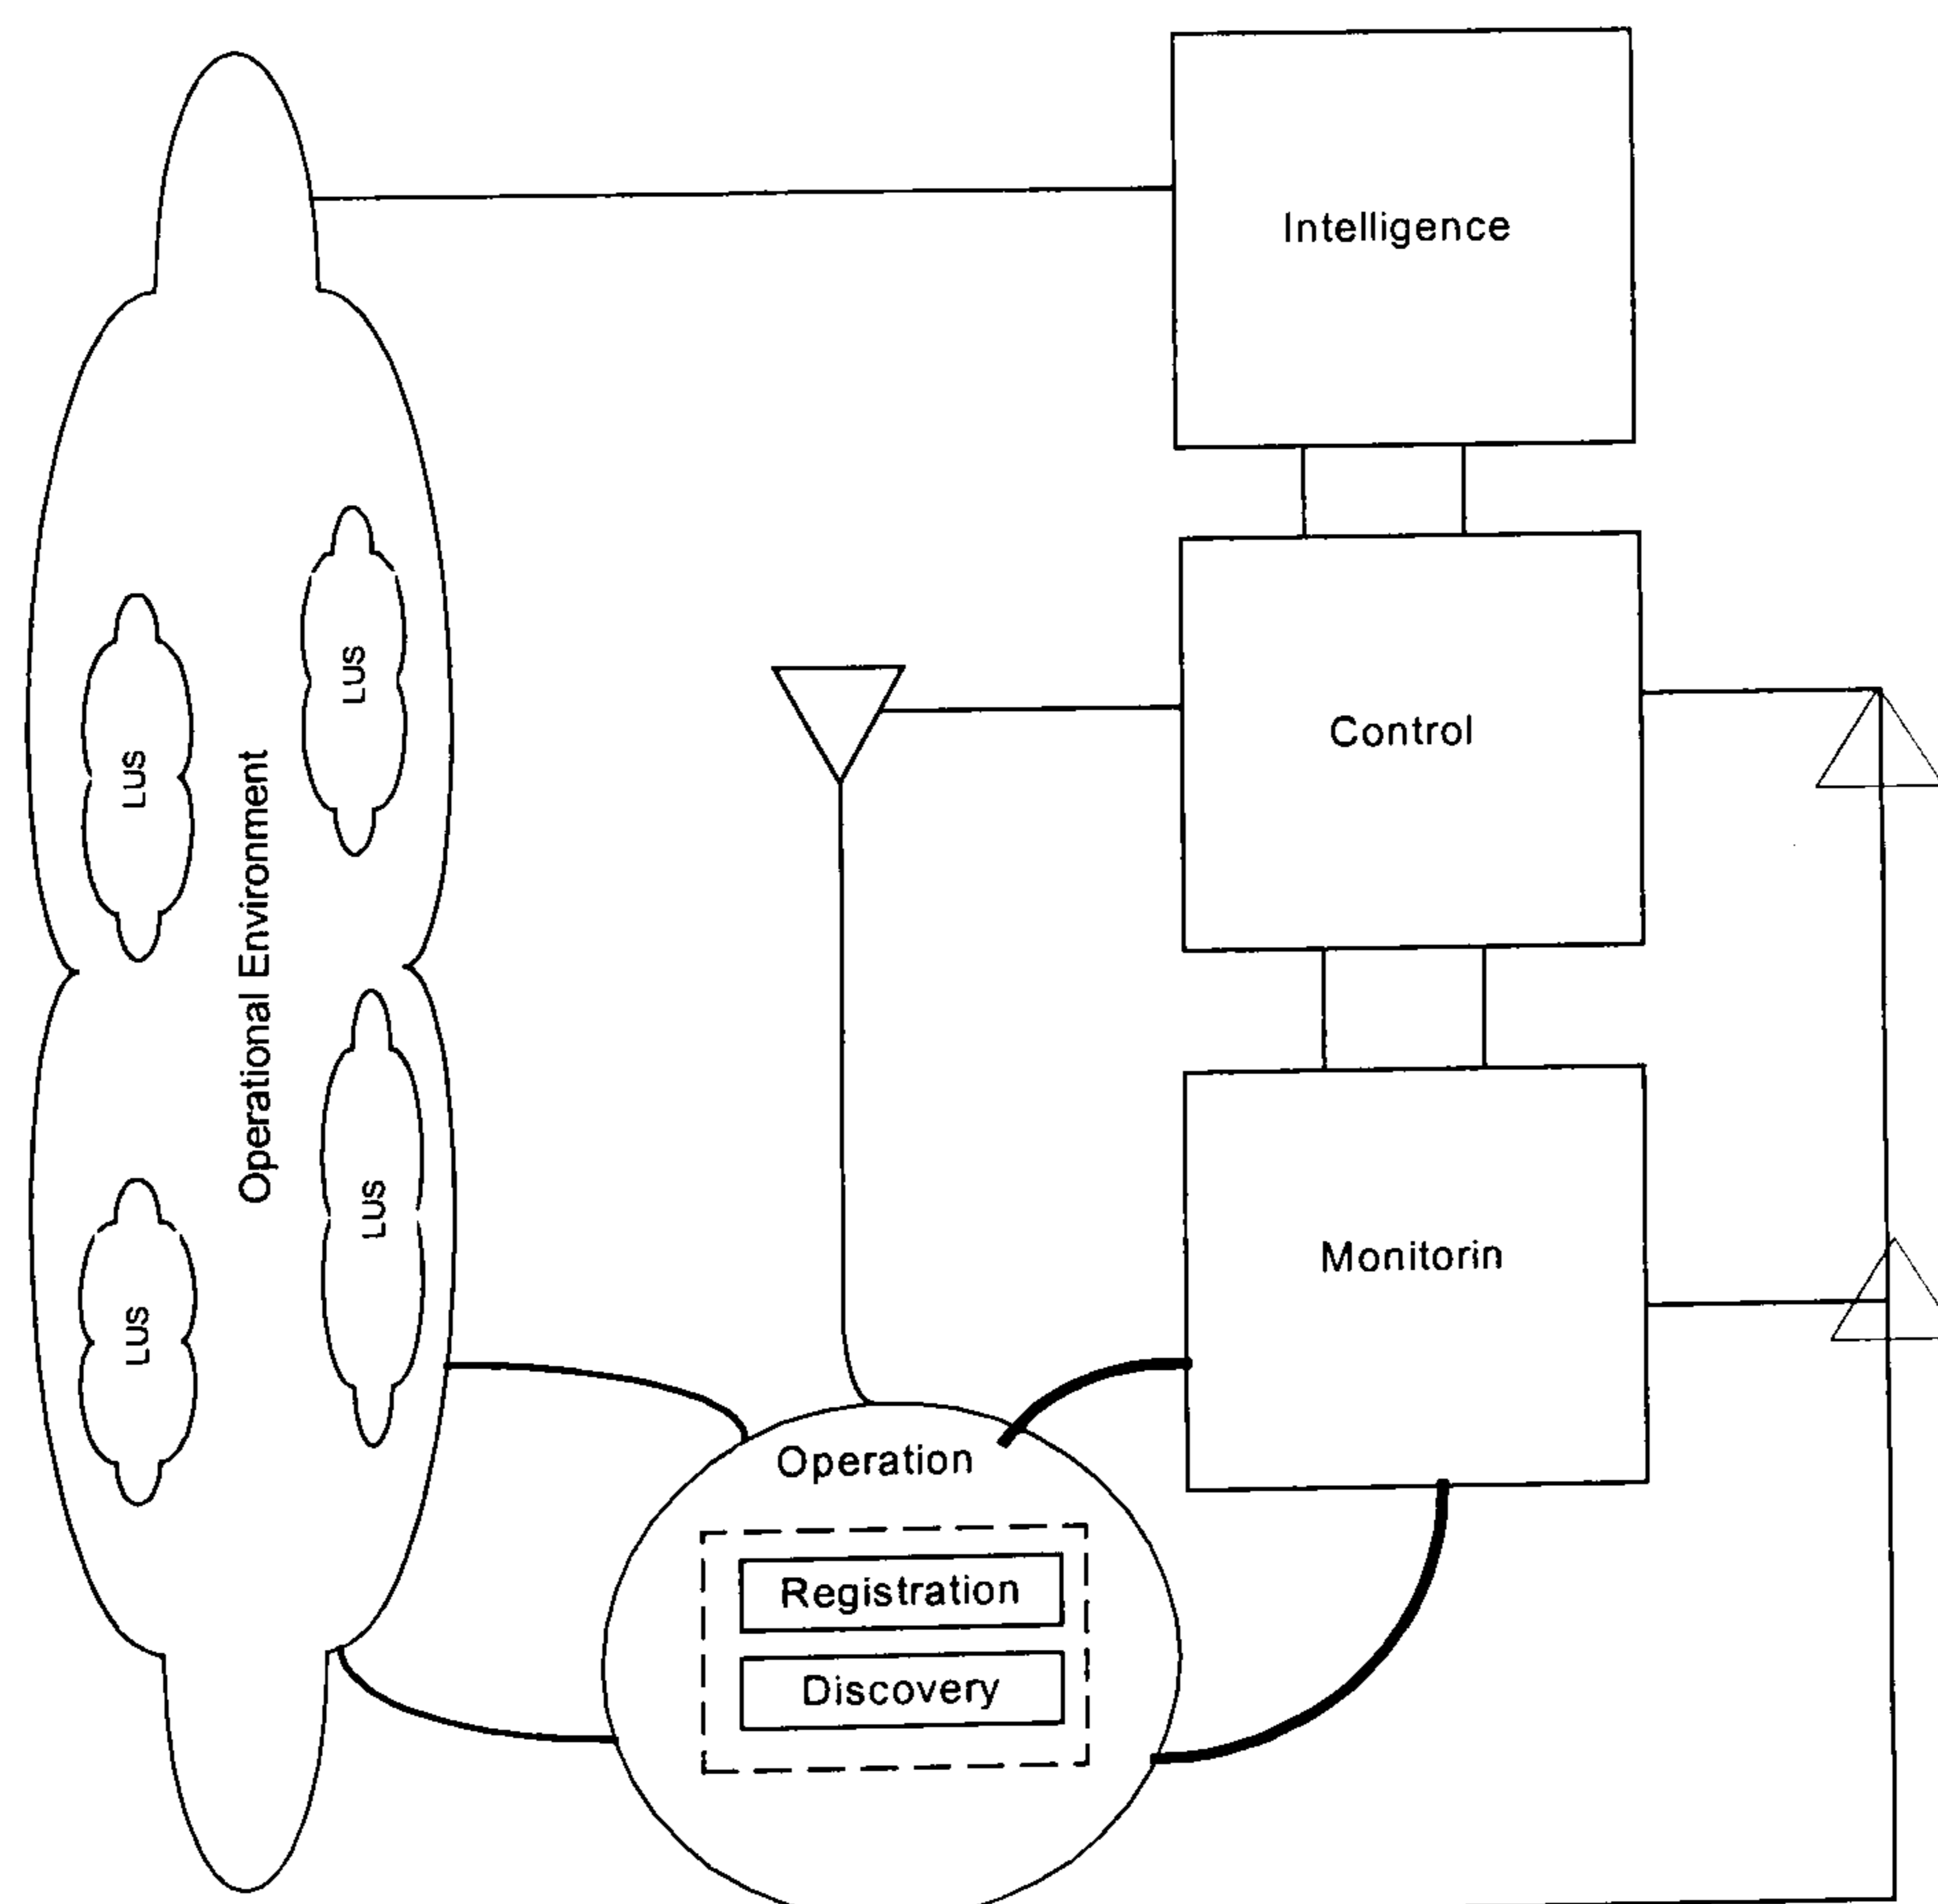 Intelligence
Control
Monitorin
LUS
LUS
Operational Environment
LUS
LUS
Operation
Registration
Discovery